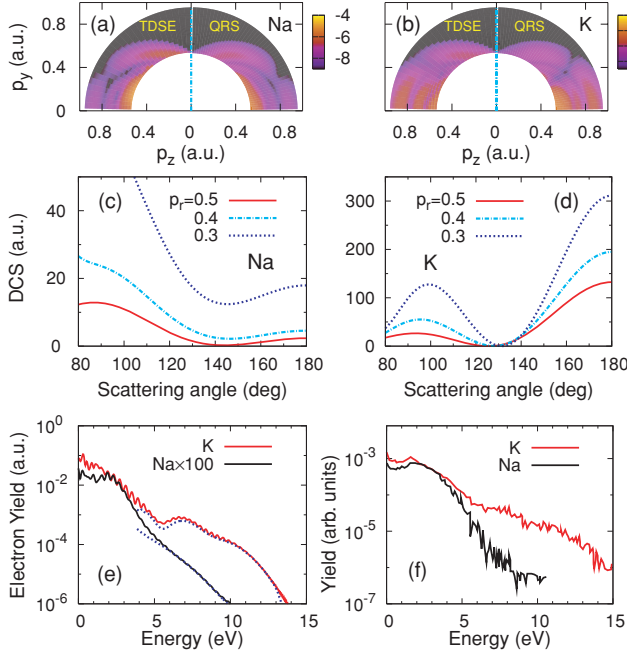 (a) TDSE QRS Na
-4
-6
-8
0.8
0.4
0
p_y (a.u.)
0.8 0.4 0 0.4 0.8
p_z (a.u.)
(b) TDSE QRS K
0.8
0.4
0
0.8 0.4 0 0.4 0.8
p_z (a.u.)
(c) p_r=0.5
0.4
0.3
Na
40
20
0
DCS (a.u.)
80 100 120 140 160 180
Scattering angle (deg)
p_r=0.5 (d)
0.4
0.3
K
300
200
100
0
80 100 120 140 160 180
Scattering angle (deg)
K
Na×100
(e)
10^0
10^-2
10^-4
10^-6
Electron Yield (a.u.)
0 5 10 15
Energy (eV)
K
Na
(f)
10^-3
10^-5
10^-7
Yield (arb. units)
0 5 10 15
Energy (eV)